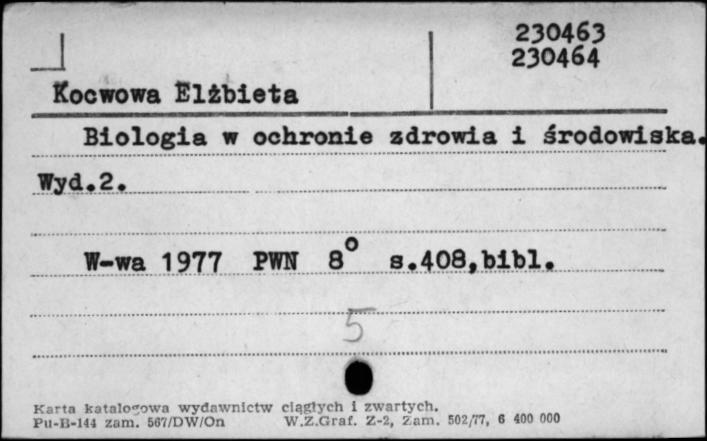 230463
230464
Kocwowa Elżbieta
Biologia w ochronie zdrowia i środowiska.
Wyd.2.
W-wa 1977 PWN 8° s.408,bibl.
5
Karta katalogowa wydawnictw ciągłych i zwartych.
Pu-B-144 zam. 567/DW/On W.Z.Graf. Z-2, Zam. 502/77, 6 400 000